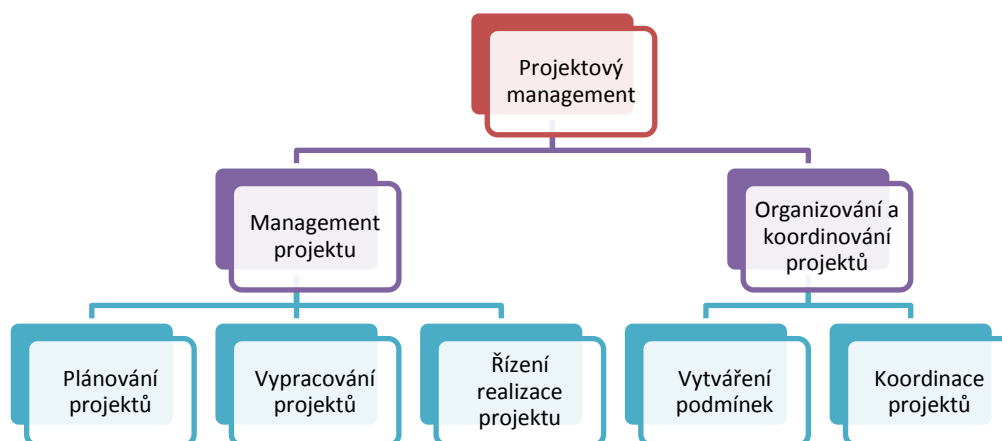 Projektový
management
Management
projektu
Organizování a
koordinování
projektů
Plánování
projektů
Vypracování
projektů
Řízení
realizace
projektu
Vytváření
podmínek
Koordinace
projektů